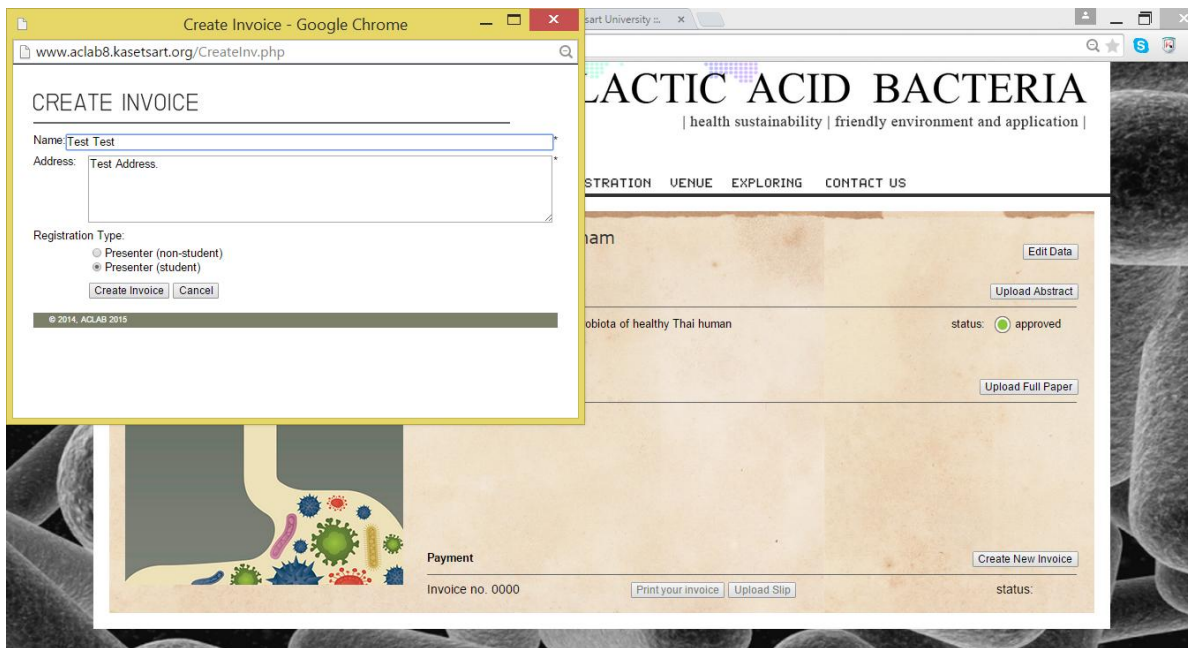 Create Invoice - Google Chrome
www.aclab8.kasetsart.org/CreateInv.php
CREATE INVOICE
Name: Test Test *
Address: Test Address. *
Registration Type:
Presenter (non-student)
Presenter (student)
Create Invoice Cancel
© 2014, ACLAB 2015
sart University ::.
LACTIC ACID BACTERIA
| health sustainability | friendly environment and application |
STRATION VENUE EXPLORING CONTACT US
am
Edit Data
Upload Abstract
obiota of healthy Thai human status: approved
Upload Full Paper
Payment Create New Invoice
Invoice no. 0000 Print your invoice Upload Slip status: